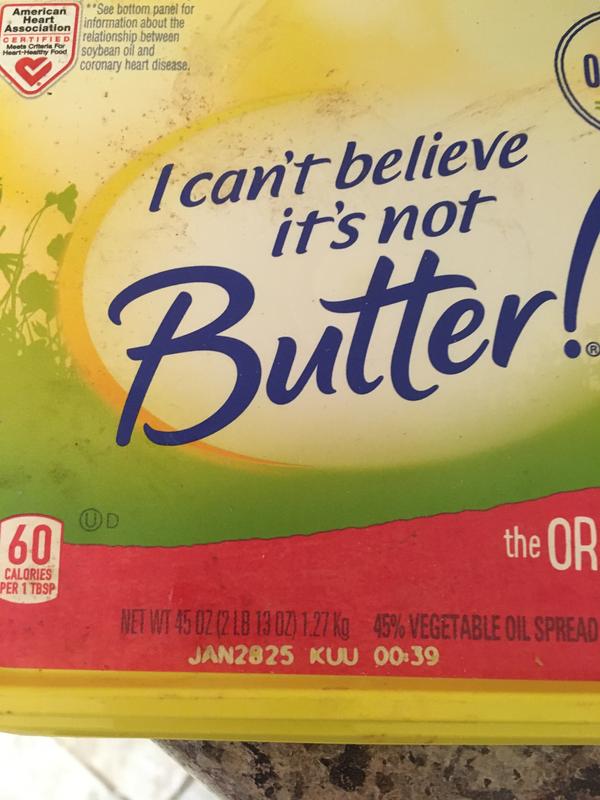 American
Heart
Association
CERTIFIED
Meets Criteria For
Heart-Healthy Food
**See bottom panel for
information about the
relationship between
soybean oil and
coronary heart disease.
0
I can't believe
it's not
Butter!®
Ⓤ D
60
CALORIES
PER 1 TBSP
the OR
NET WT 45 OZ (2 LB 13 OZ) 1.27 Kg 45% VEGETABLE OIL SPREAD
JAN2825 KUU 00:39